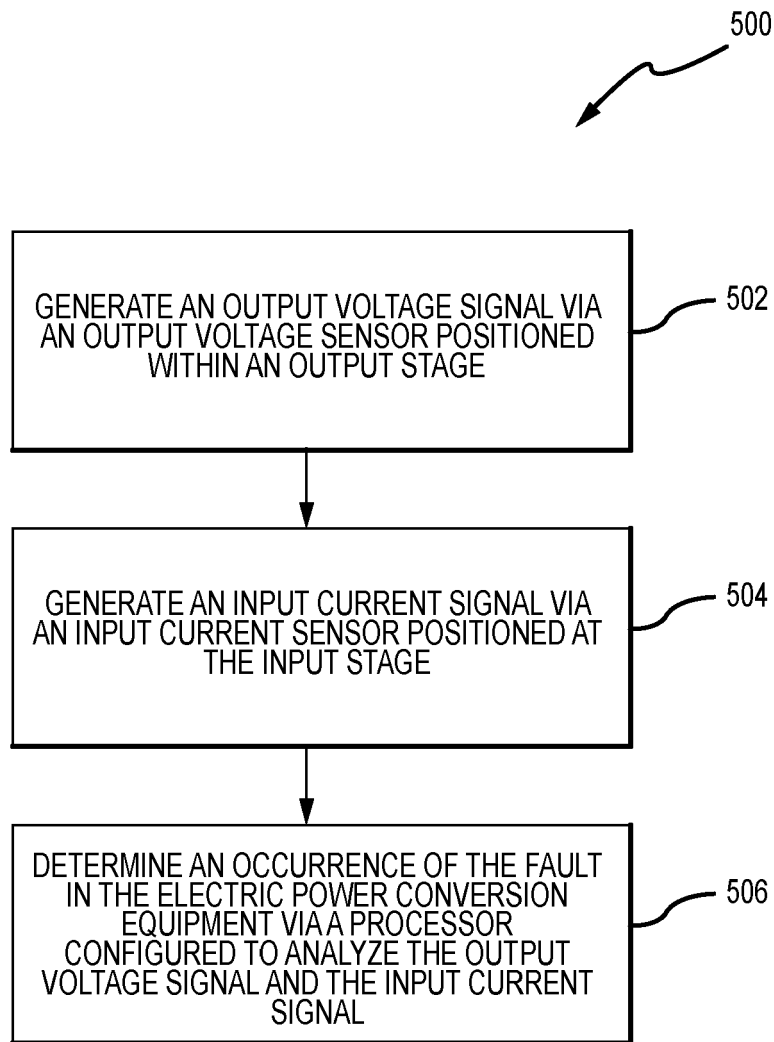 500
GENERATE AN OUTPUT VOLTAGE SIGNAL VIA
AN OUTPUT VOLTAGE SENSOR POSITIONED
WITHIN AN OUTPUT STAGE
502
GENERATE AN INPUT CURRENT SIGNAL VIA
AN INPUT CURRENT SENSOR POSITIONED AT
THE INPUT STAGE
504
DETERMINE AN OCCURRENCE OF THE FAULT
IN THE ELECTRIC POWER CONVERSION
EQUIPMENT VIA A PROCESSOR
CONFIGURED TO ANALYZE THE OUTPUT
VOLTAGE SIGNAL AND THE INPUT CURRENT
SIGNAL
506